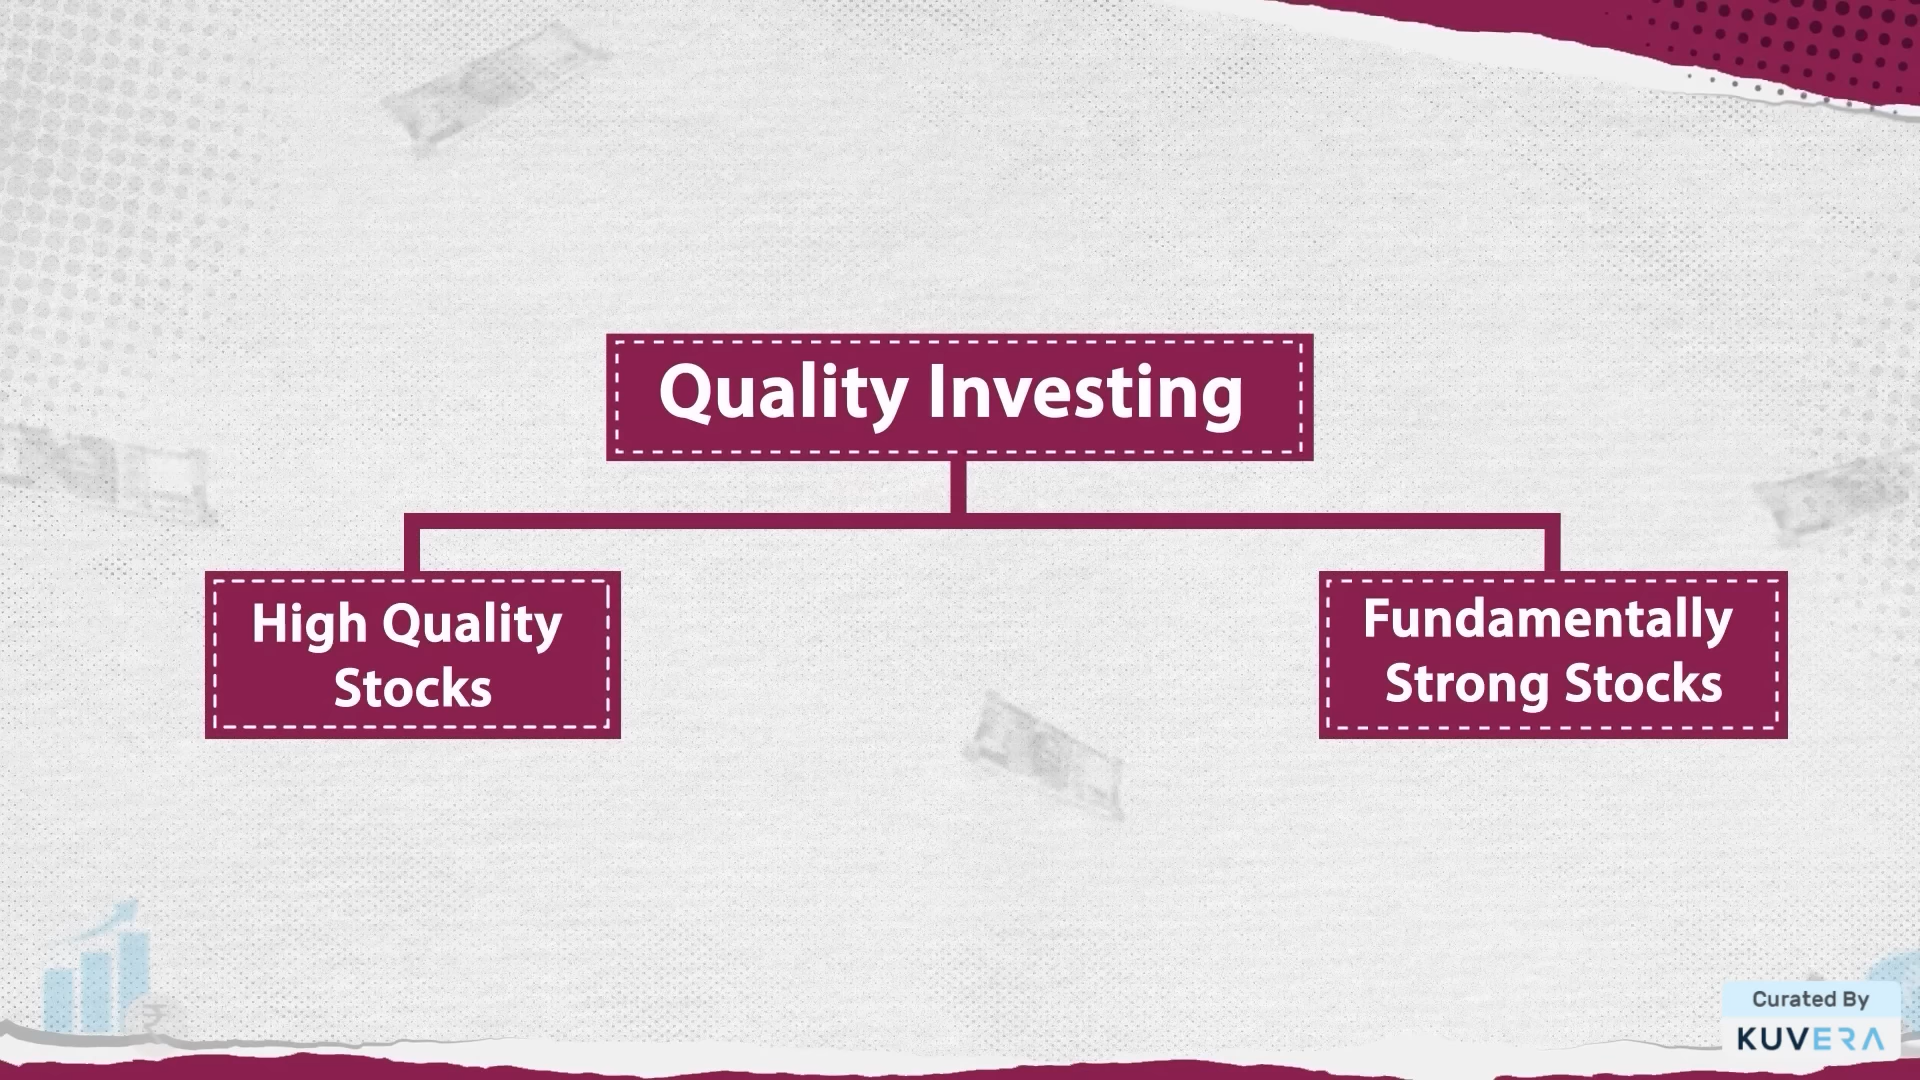 Quality Investing
High Quality
Stocks
Fundamentally
Strong Stocks
₹
Curated By
KUVERA